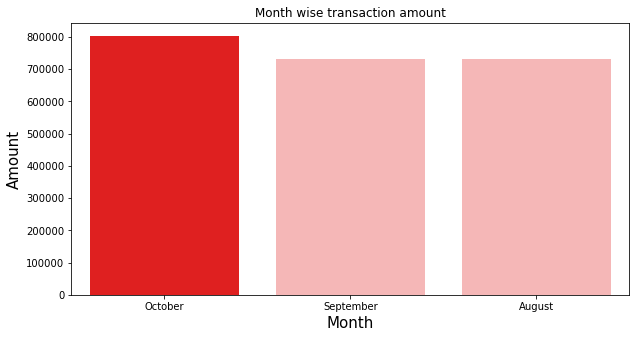 Month wise transaction amount
Amount
800000
700000
600000
500000
400000
300000
200000
100000
0
October September August
Month